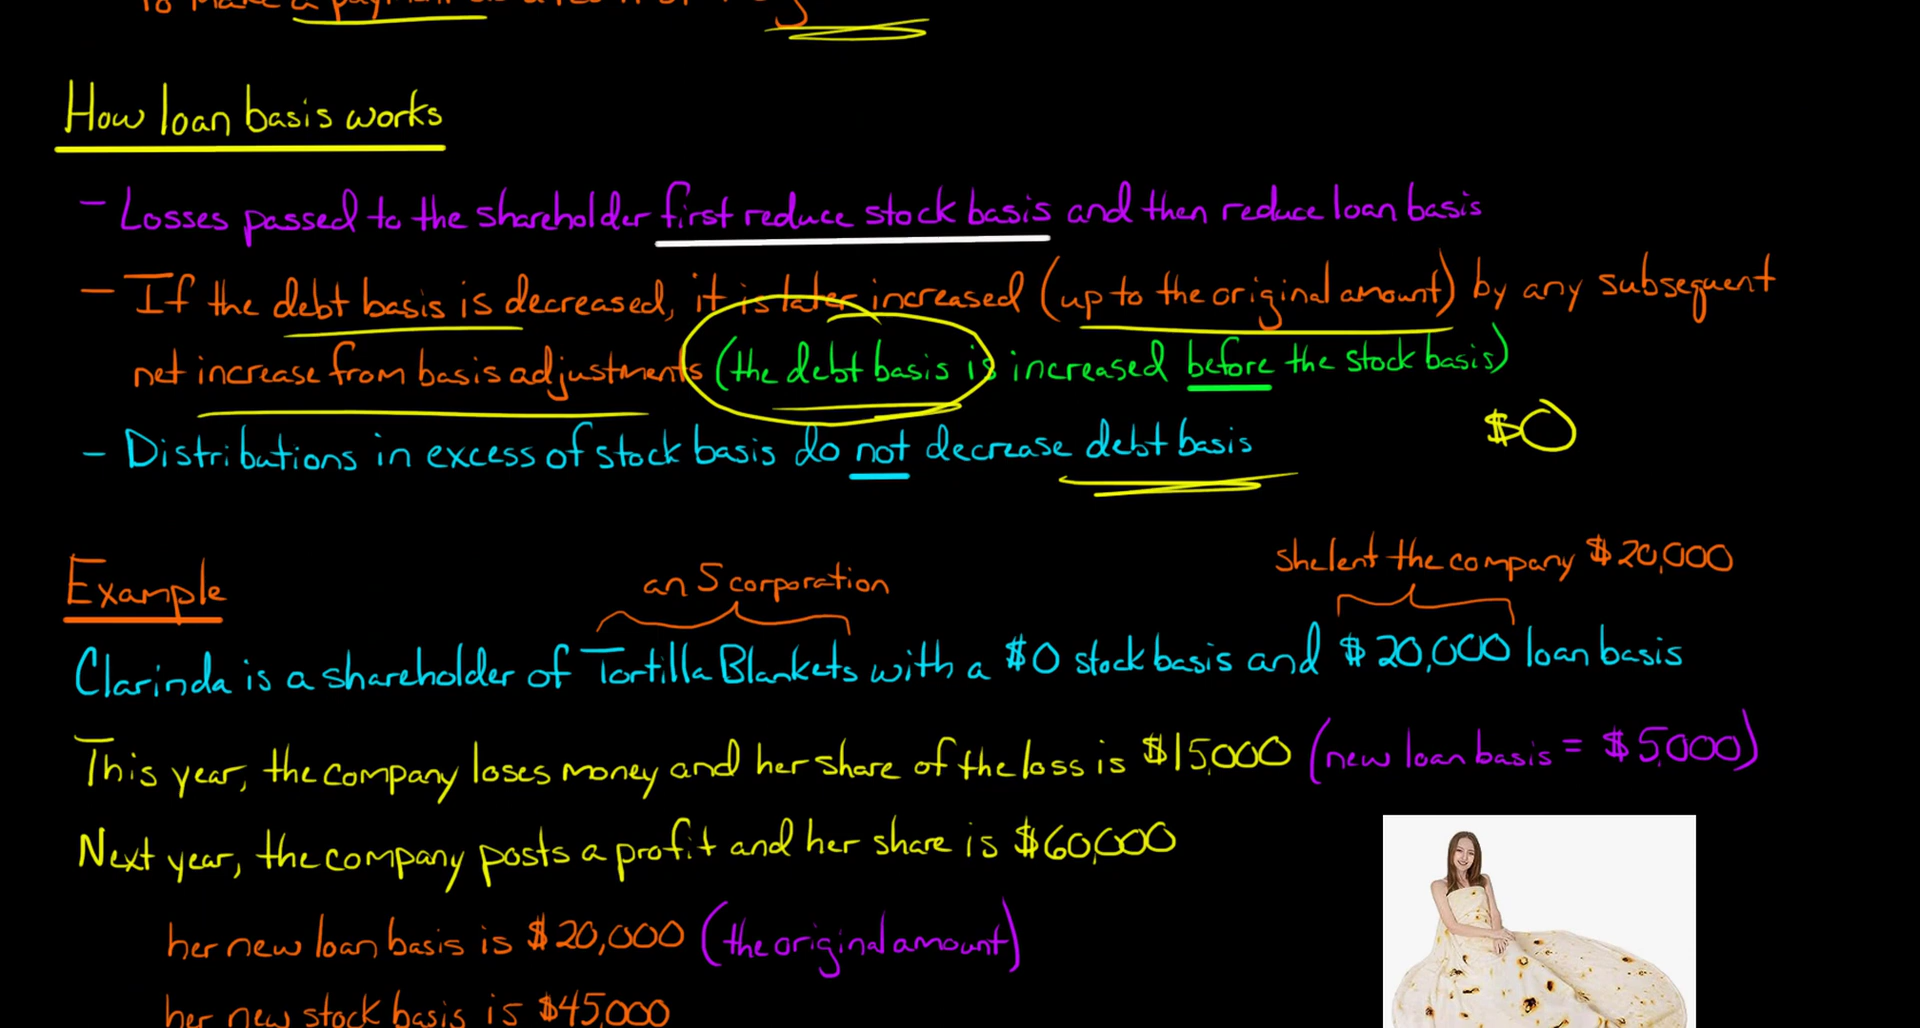 to make a payment
How loan basis works
- Losses passed to the shareholder first reduce stock basis and then reduce loan basis
- If the debt basis is decreased, it is later increased (up to the original amount) by any subsequent
net increase from basis adjustments (the debt basis is increased before the stock basis)
$0
- Distributions in excess of stock basis do not decrease debt basis
she lent the company $20,000
an S corporation
Example
Clarinda is a shareholder of Tortilla Blankets with a $0 stock basis and $20,000 loan basis
This year, the company loses money and her share of the loss is $15,000 (new loan basis = $5,000)
Next year, the company posts a profit and her share is $60,000
her new loan basis is $20,000 (the original amount)
her new stock basis is $45,000